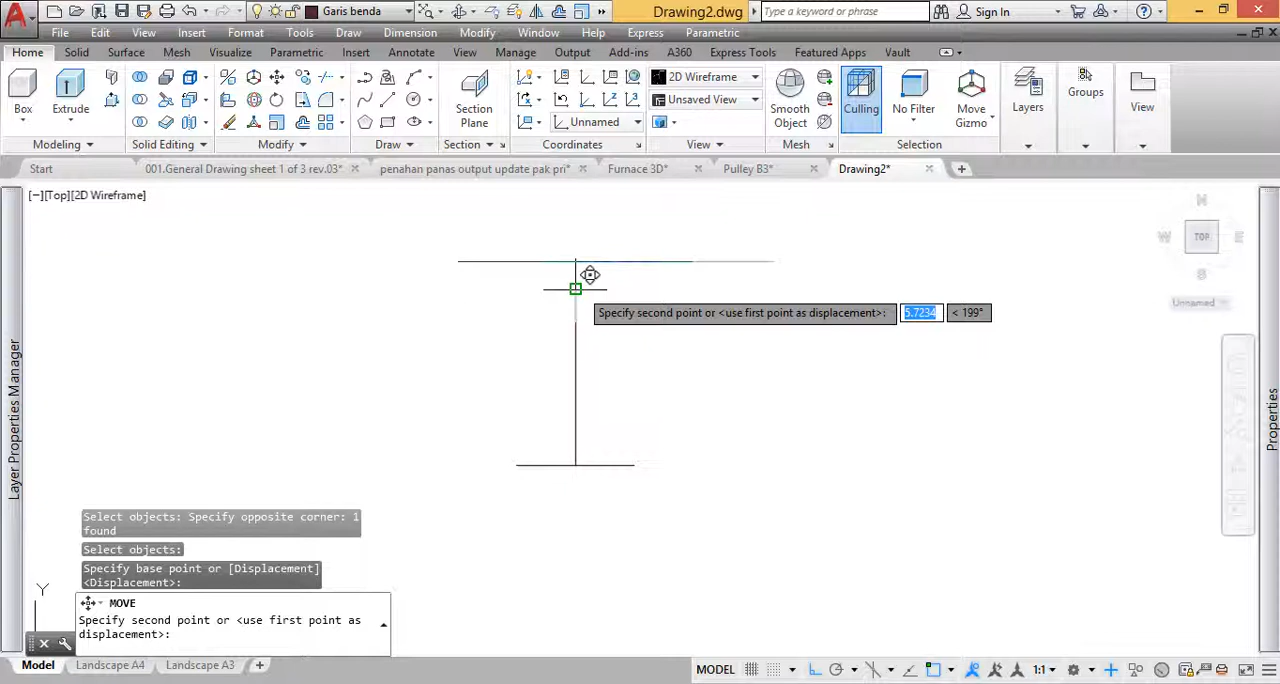 Garis benda
Drawing2.dwg
Type a keyword or phrase
Sign In
File Edit View Insert Format Tools Draw Dimension Modify Window Help Express Parametric
Home Solid Surface Mesh Visualize Parametric Insert Annotate View Manage Output Add-ins A360 Express Tools Featured Apps Vault
2D Wireframe
Unsaved View
Unnamed
Box
Extrude
Section Plane
Smooth Object
Culling
No Filter
Move Gizmo
Layers
Groups
View
Modeling
Solid Editing
Modify
Draw
Section
Coordinates
View
Mesh
Selection
Start
001.General Drawing sheet 1 of 3 rev.03*
penahan panas output update pak pri*
Furnace 3D*
Pulley B3*
Drawing2*
[−][Top][2D Wireframe]
N
W
TOP
E
S
Unnamed
Specify second point or <use first point as displacement>: 5.7234 < 199°
Layer Properties Manager
Properties
Select objects: Specify opposite corner: 1
found
Select objects:
Specify base point or [Displacement]
<Displacement>:
Y
MOVE
Specify second point or <use first point as
displacement>:
Model
Landscape A4
Landscape A3
MODEL
1:1